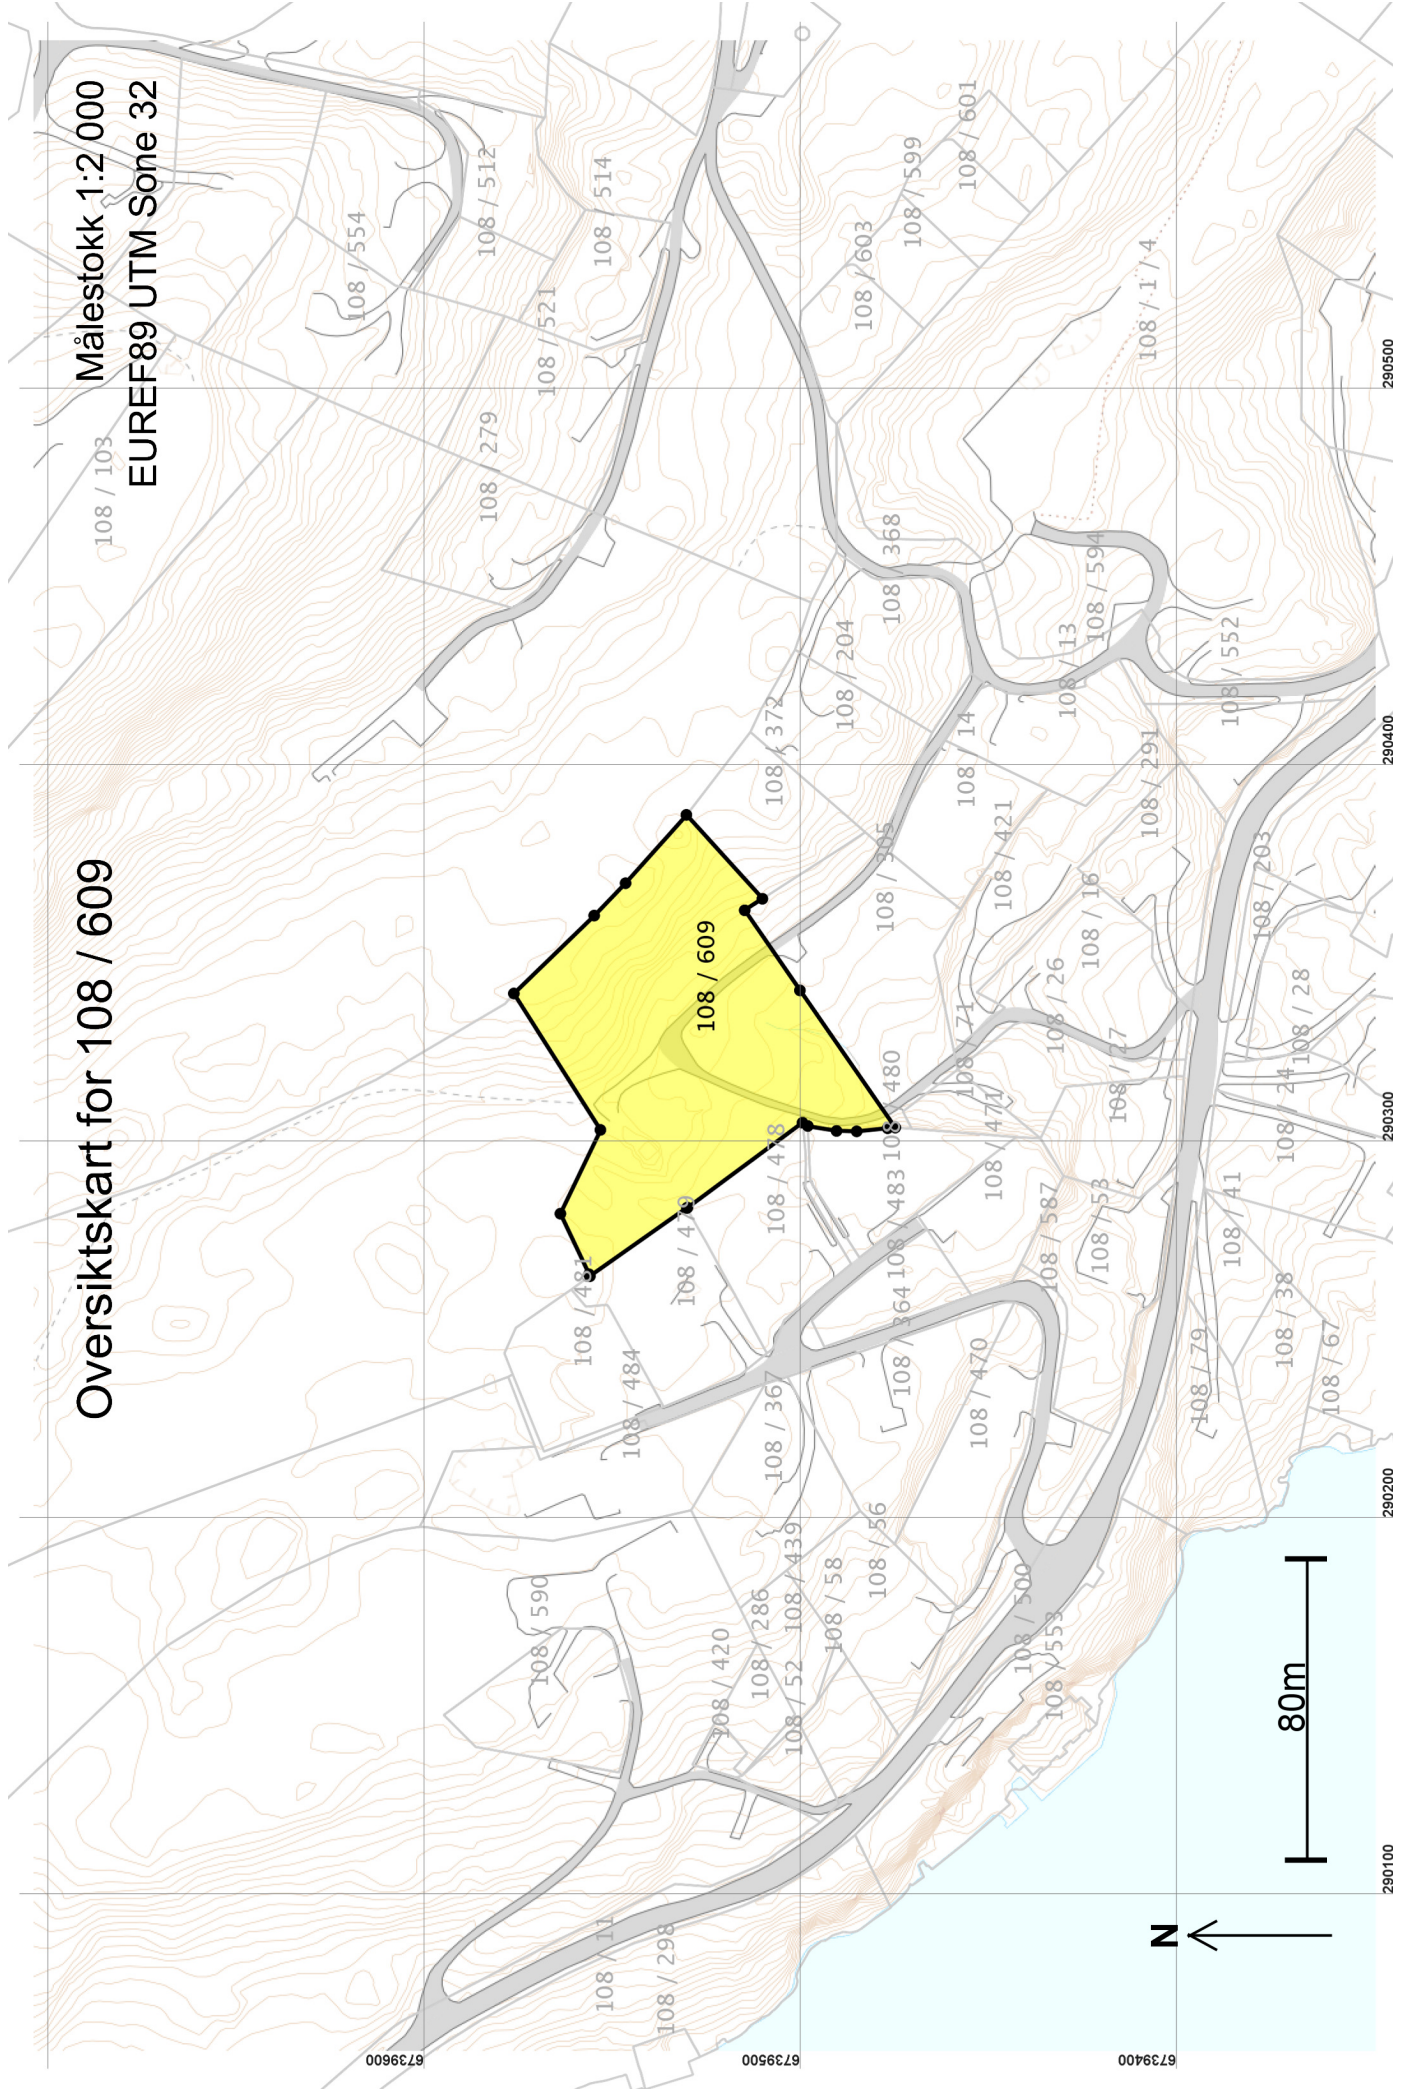 Oversiktskart for 108 / 609
Målestokk 1:2 000
EUREF89 UTM Sone 32
108 / 103
108 / 554
108 / 512
108 / 514
108 / 521
108 / 279
108 / 601
108 / 599
108 / 603
108 / 1 / 4
108 / 368
108 / 594
108 / 13
108 / 552
108 / 204
108 / 372
108 / 14
108 / 291
108 / 305
108 / 421
108 / 16
108 / 203
108 / 609
108 / 26
108 / 28
108 / 71
108 / 27
108 / 24
108 / 480
108 / 471
108 / 478
108 / 483
108 / 479
108 / 481
108 / 587
108 / 53
108 / 41
108 / 484
108 / 364
108 / 367
108 / 470
108 / 79
108 / 38
108 / 67
108 / 590
108 / 56
108 / 439
108 / 58
108 / 286
108 / 420
108 / 52
108 / 500
108 / 553
108 / 11
108 / 298
80m
N
6739600
6739500
6739400
290100
290200
290300
290400
290500